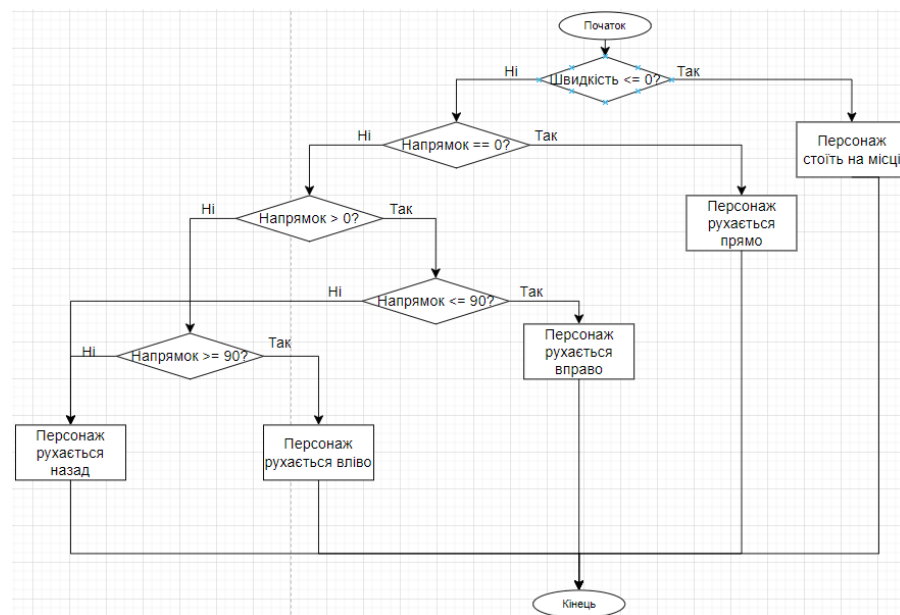 Початок
Ні
Швидкість <= 0?
Так
Ні
Напрямок == 0?
Так
Персонаж
стоїть на місці
Ні
Напрямок > 0?
Так
Персонаж
рухається
прямо
Ні
Напрямок <= 90?
Так
Ні
Напрямок >= 90?
Так
Персонаж
рухається
вправо
Персонаж
рухається
назад
Персонаж
рухається вліво
Кінець